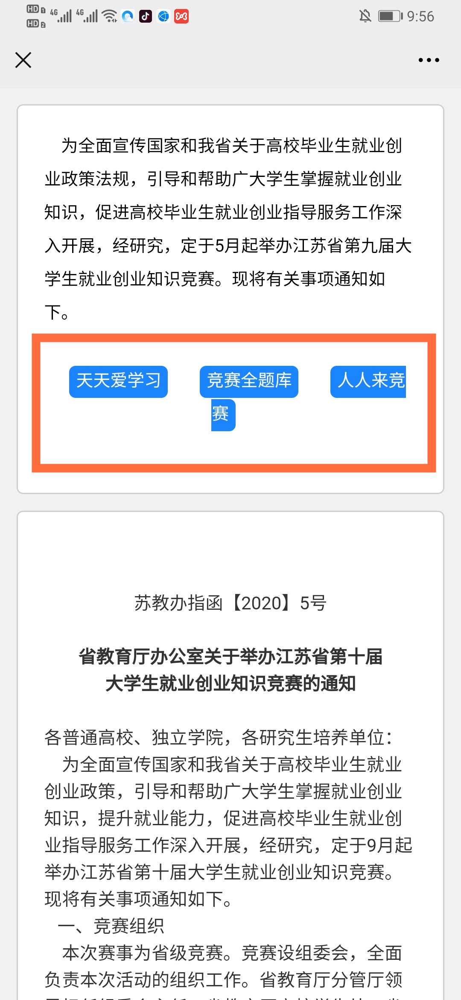 HD 1 4G 4G 9:56
HD 2
为全面宣传国家和我省关于高校毕业生就业创
业政策法规，引导和帮助广大学生掌握就业创业
知识，促进高校毕业生就业创业指导服务工作深
入开展，经研究，定于5月起举办江苏省第九届大
学生就业创业知识竞赛。现将有关事项通知如
下。
天天爱学习 竞赛全题库 人人来竞
赛
苏教办指函【2020】5号
省教育厅办公室关于举办江苏省第十届
大学生就业创业知识竞赛的通知
各普通高校、独立学院，各研究生培养单位：
为全面宣传国家和我省关于高校毕业生就业
创业政策，引导和帮助广大学生掌握就业创业
知识，提升就业能力，促进高校毕业生就业创
业指导服务工作深入开展，经研究，定于9月起
举办江苏省第十届大学生就业创业知识竞赛。
现将有关事项通知如下。
一、竞赛组织
本次赛事为省级竞赛。竞赛设组委会，全面
负责本次活动的组织工作。省教育厅分管厅领